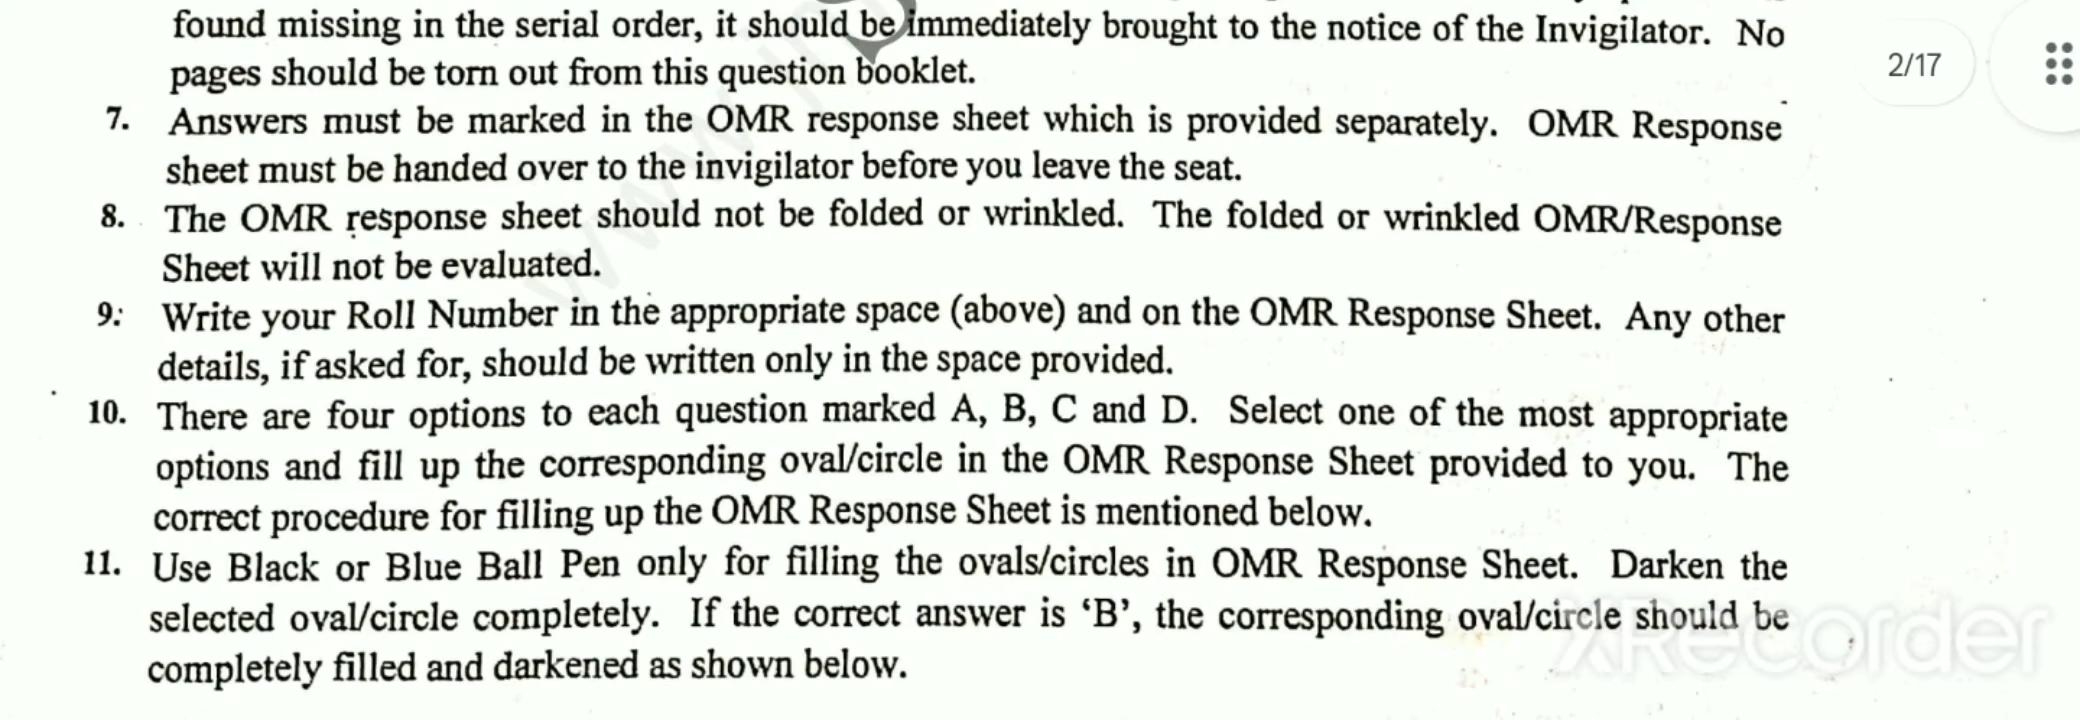 found missing in the serial order, it should be immediately brought to the notice of the Invigilator. No
pages should be torn out from this question booklet.
2/17
7. Answers must be marked in the OMR response sheet which is provided separately. OMR Response
sheet must be handed over to the invigilator before you leave the seat.
8. The OMR response sheet should not be folded or wrinkled. The folded or wrinkled OMR/Response
Sheet will not be evaluated.
9. Write your Roll Number in the appropriate space (above) and on the OMR Response Sheet. Any other
details, if asked for, should be written only in the space provided.
10. There are four options to each question marked A, B, C and D. Select one of the most appropriate
options and fill up the corresponding oval/circle in the OMR Response Sheet provided to you. The
correct procedure for filling up the OMR Response Sheet is mentioned below.
11. Use Black or Blue Ball Pen only for filling the ovals/circles in OMR Response Sheet. Darken the
selected oval/circle completely. If the correct answer is ‘B’, the corresponding oval/circle should be
completely filled and darkened as shown below.
XRecorder